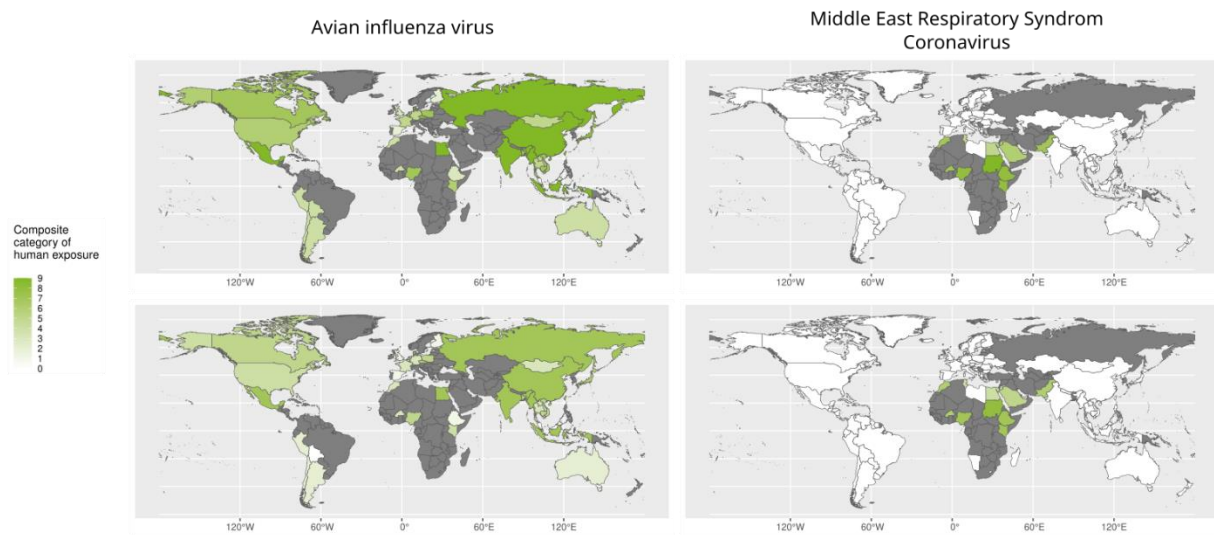 Avian influenza virus
Middle East Respiratory Syndrom
Coronavirus
120°W 60°W 0° 60°E 120°E
120°W 60°W 0° 60°E 120°E
Composite
category of
human exposure
9
8
7
6
5
4
3
2
1
0
120°W 60°W 0° 60°E 120°E
120°W 60°W 0° 60°E 120°E